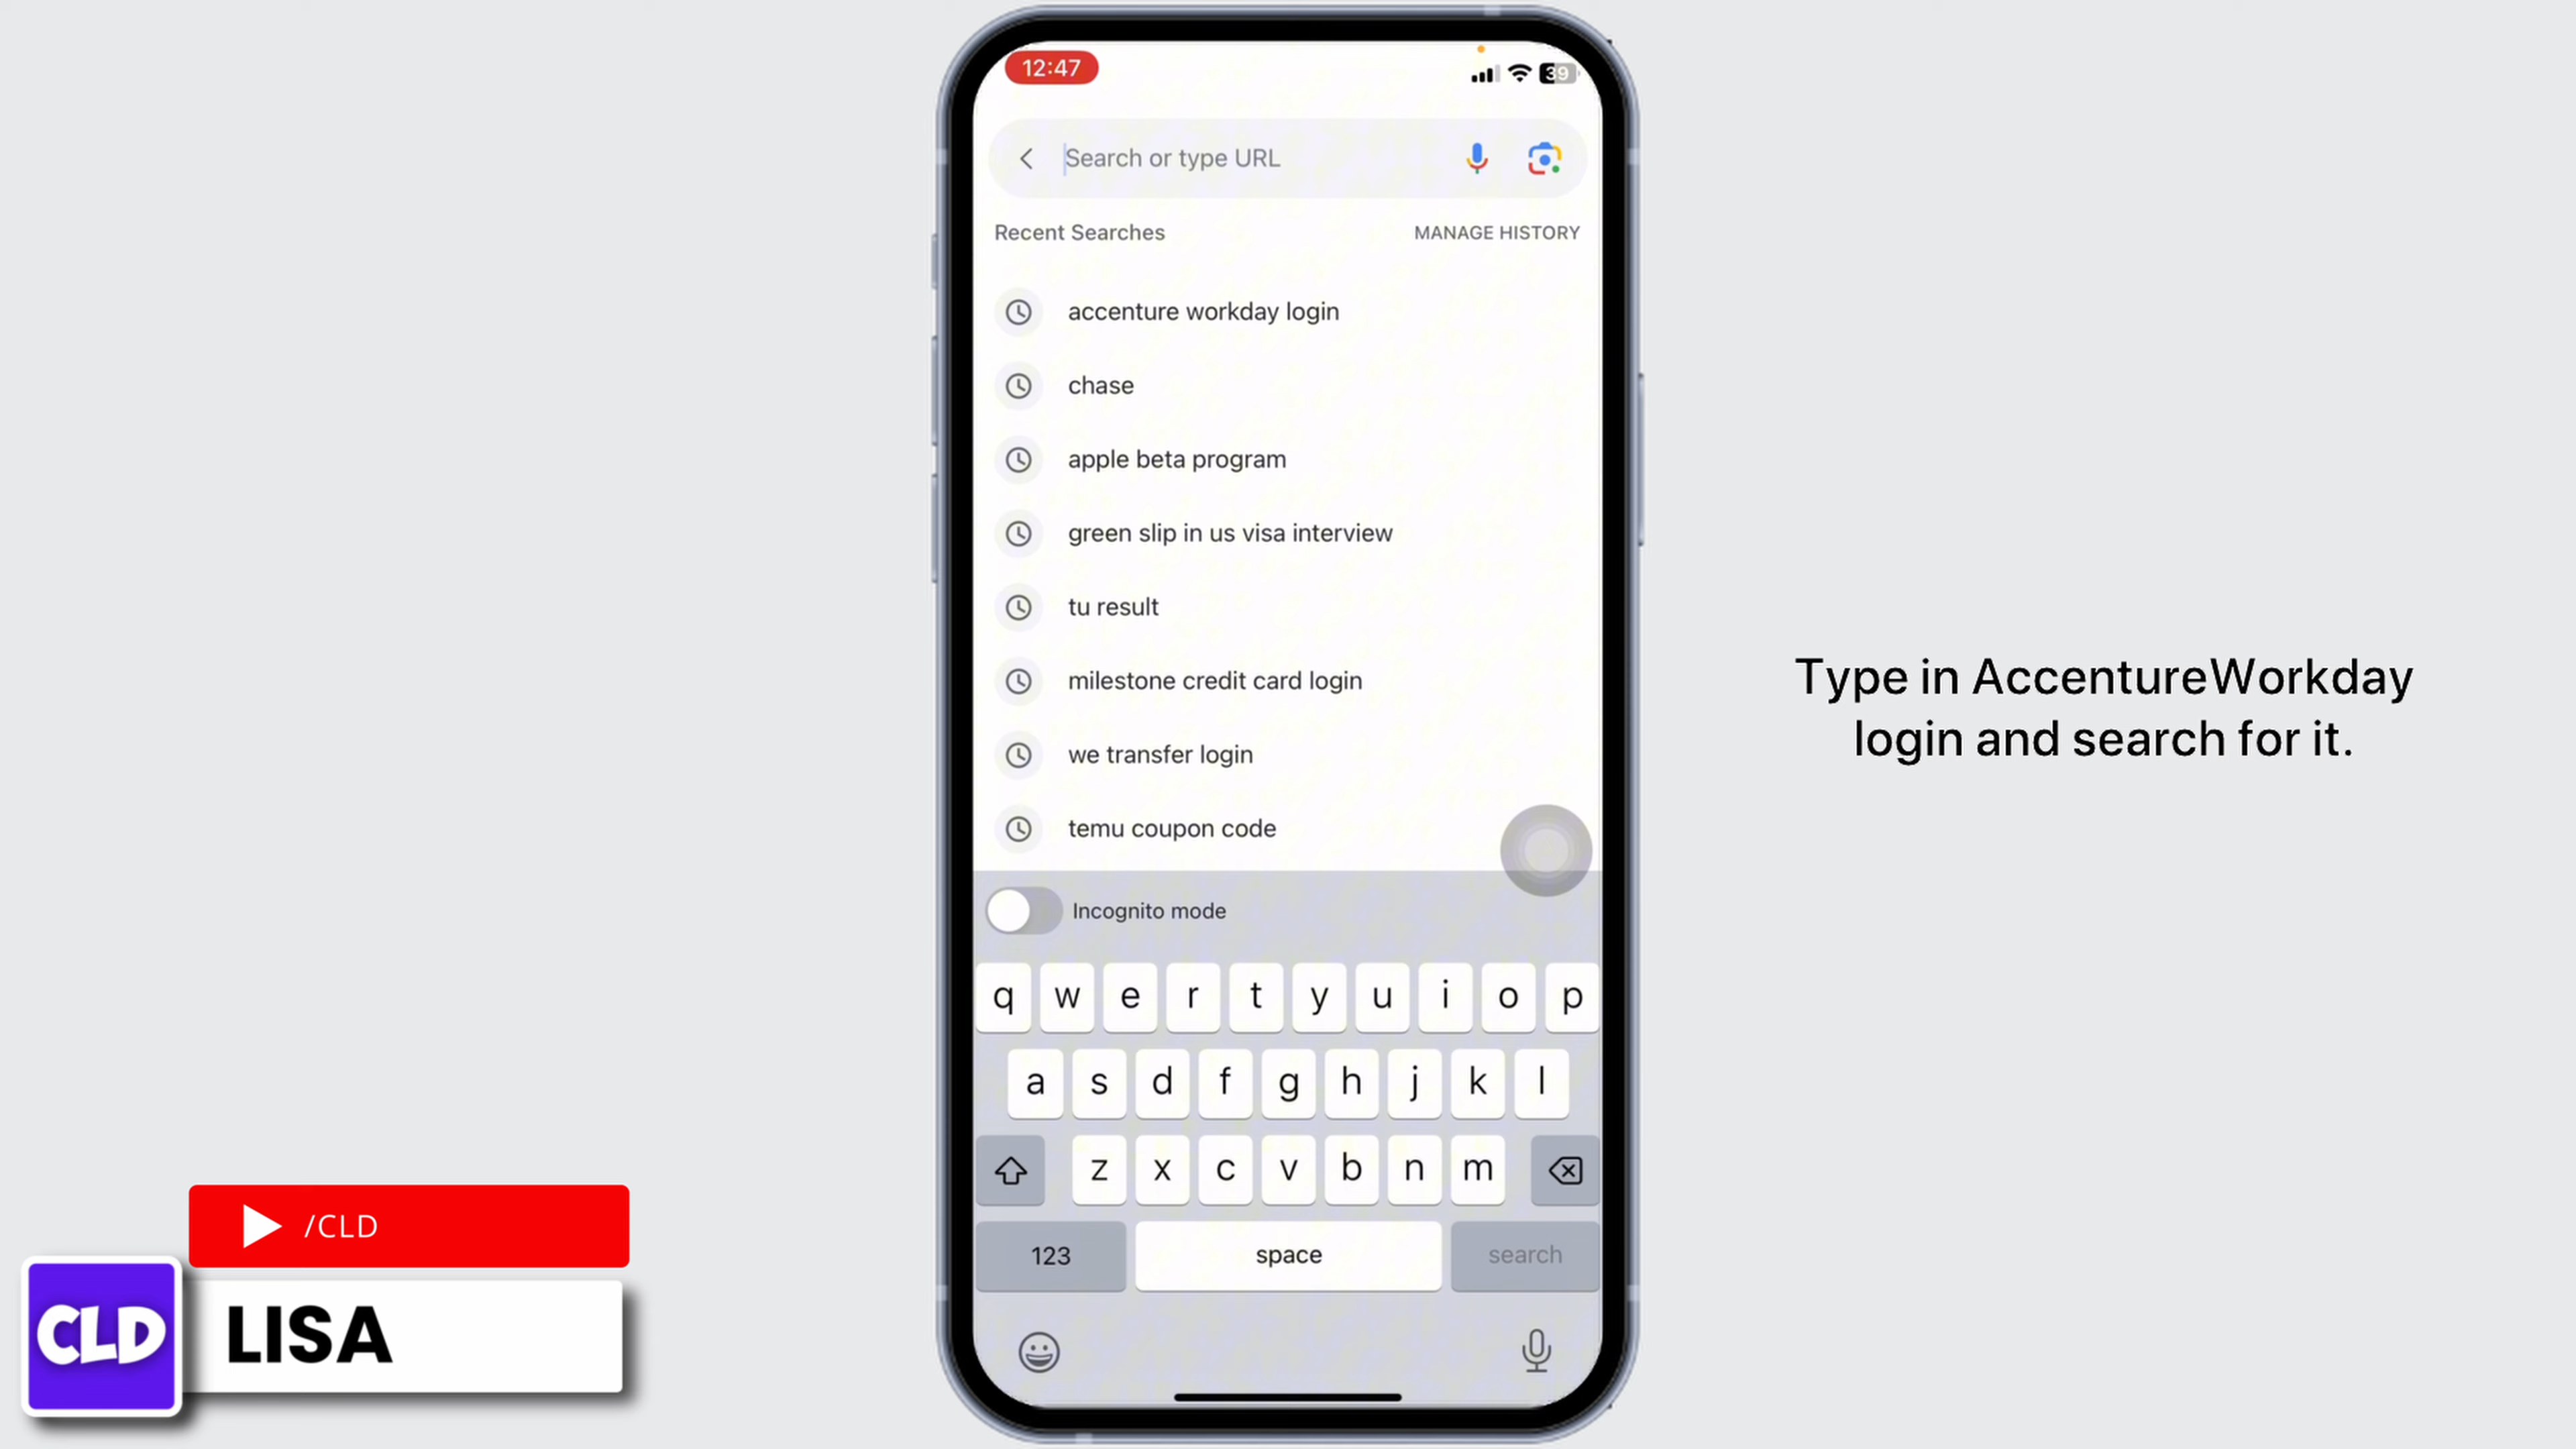 12:47
39
Search or type URL
Recent Searches
MANAGE HISTORY
accenture workday login
chase
apple beta program
green slip in us visa interview
tu result
milestone credit card login
we transfer login
temu coupon code
Incognito mode
q w e r t y u i o p
a s d f g h j k l
z x c v b n m
123 space search
Type in AccentureWorkday
login and search for it.
/CLD
CLD
LISA